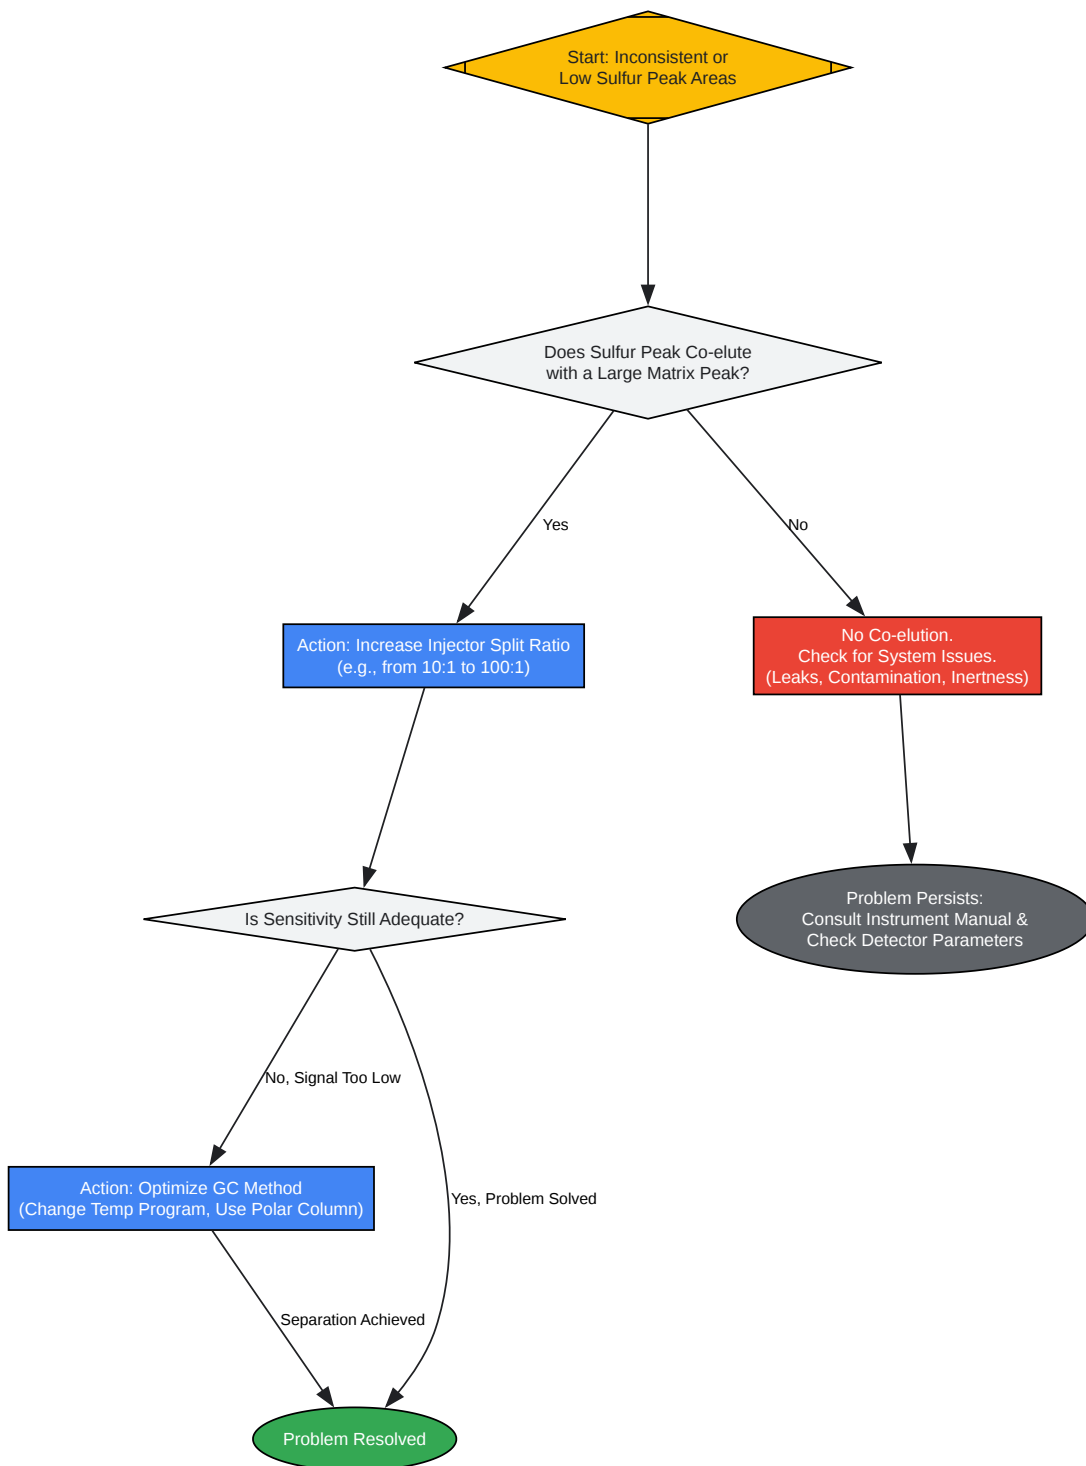 Start: Inconsistent or
Low Sulfur Peak Areas
Does Sulfur Peak Co-elute
with a Large Matrix Peak?
Yes
No
Action: Increase Injector Split Ratio
(e.g., from 10:1 to 100:1)
No Co-elution.
Check for System Issues.
(Leaks, Contamination, Inertness)
Is Sensitivity Still Adequate?
Problem Persists:
Consult Instrument Manual &
Check Detector Parameters
No, Signal Too Low
Action: Optimize GC Method
(Change Temp Program, Use Polar Column)
Yes, Problem Solved
Separation Achieved
Problem Resolved